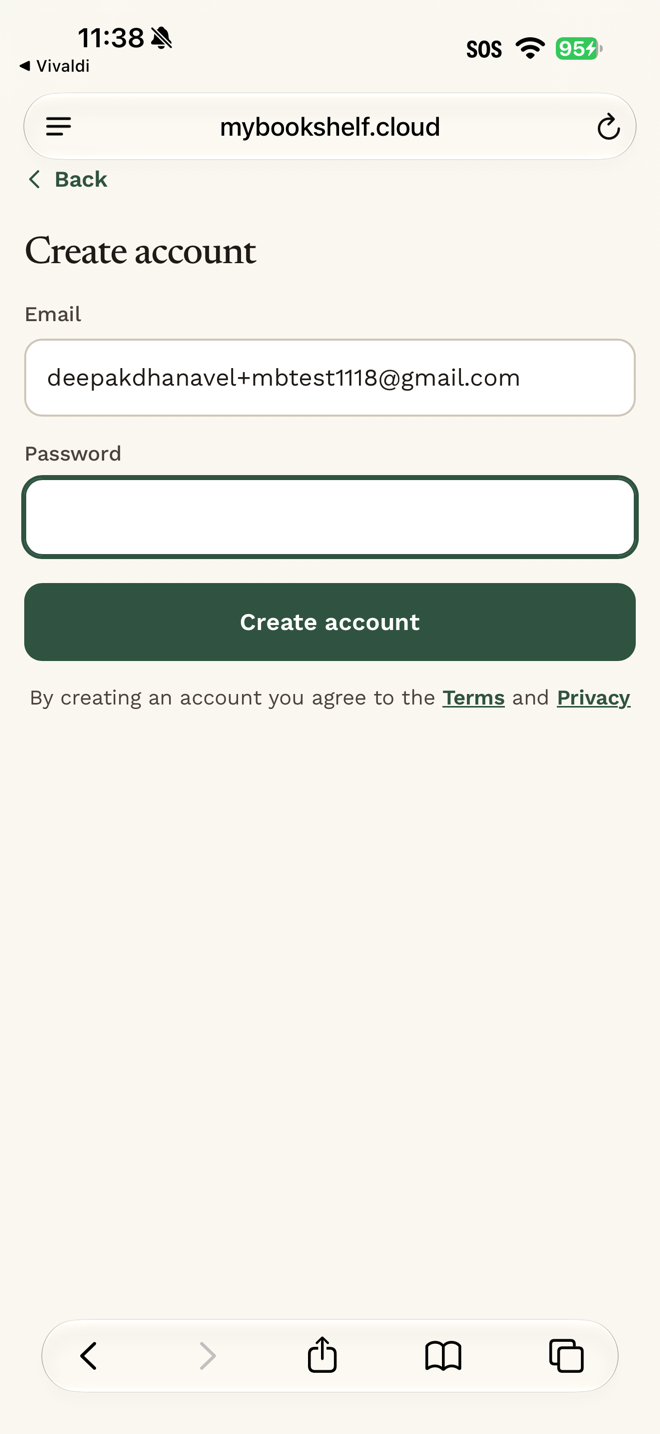 11:38
SOS
95
◀ Vivaldi
mybookshelf.cloud
Back
Create account
Email
deepakdhanavel+mbtest1118@gmail.com
Password
Create account
By creating an account you agree to the Terms and Privacy